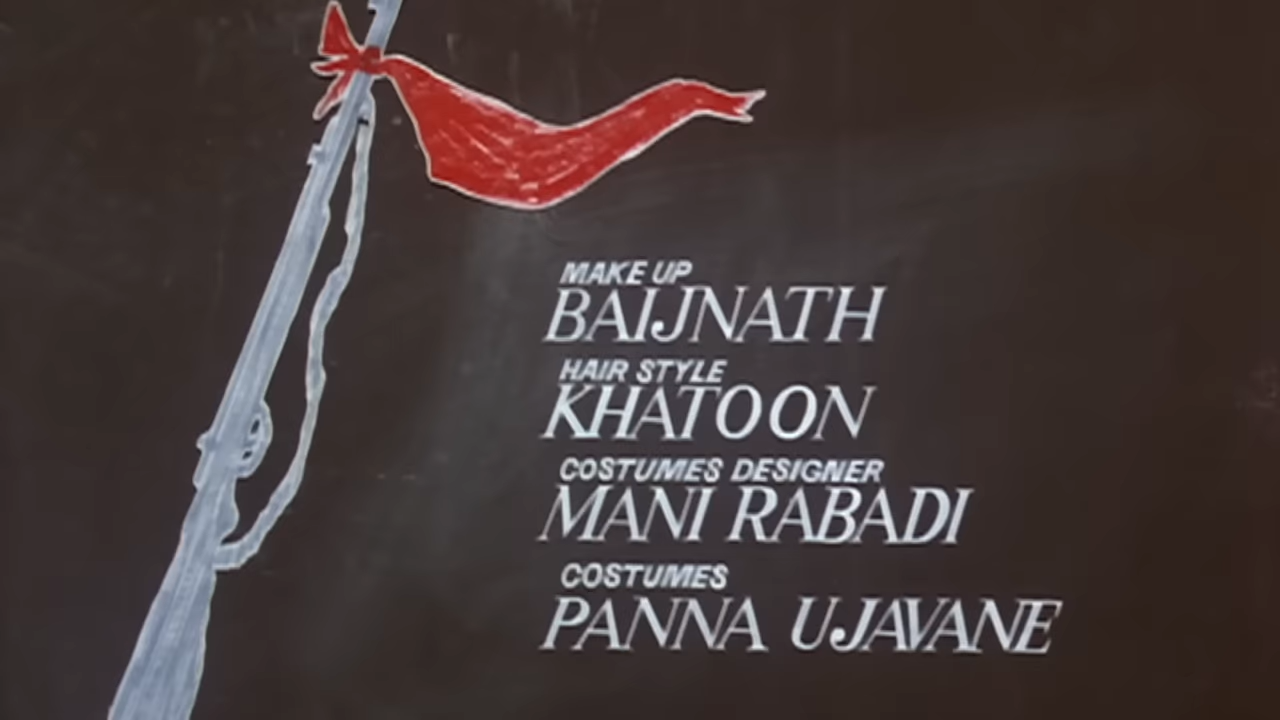 MAKE UP
BAIJNATH
HAIR STYLE
KHATOON
COSTUMES DESIGNER
MANI RABADI
COSTUMES
PANNA UJAVANE